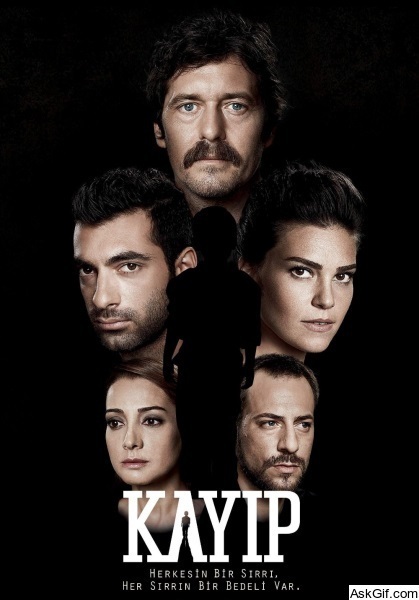 KAYIP
HERKESİN BİR SIRRI,
HER SIRRIN BİR BEDELİ VAR.
AskGif.com